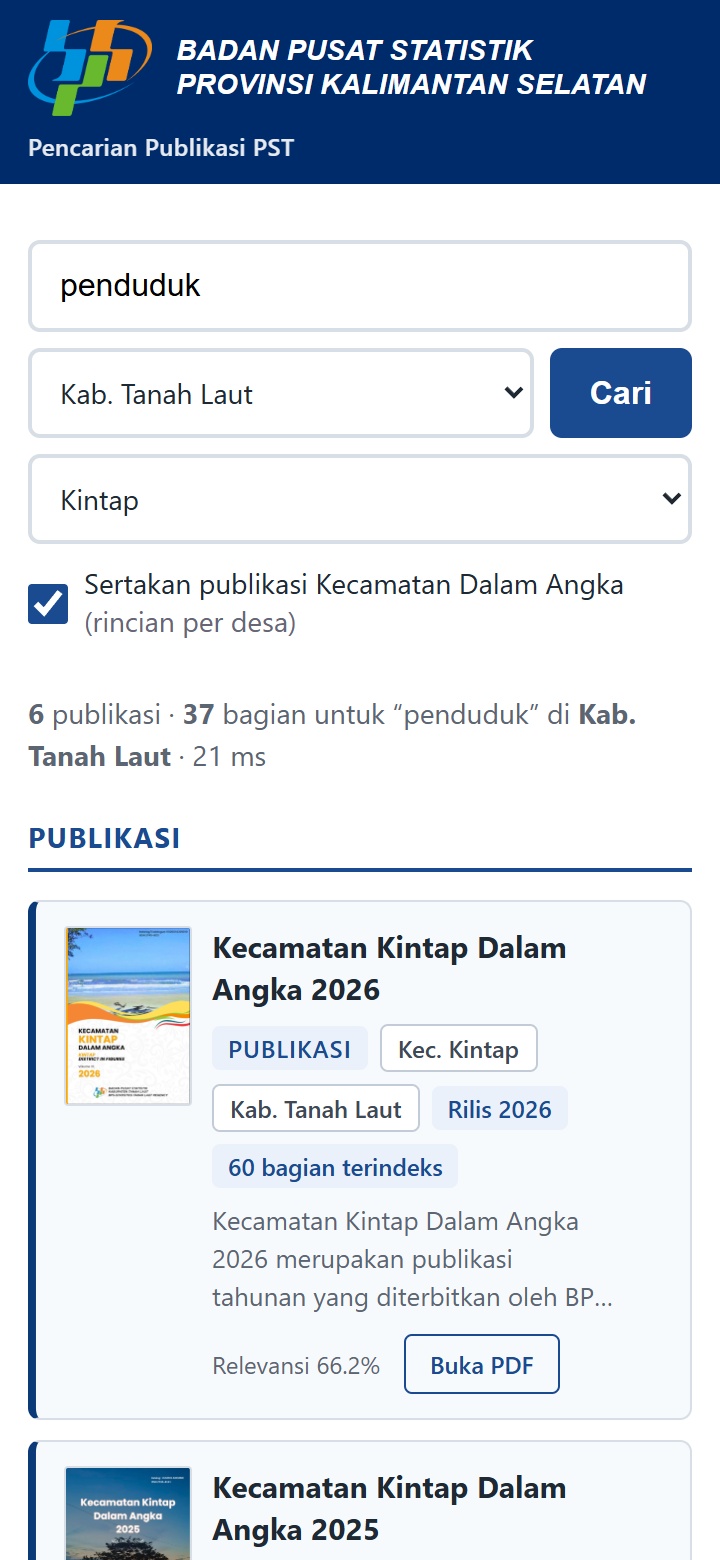 BADAN PUSAT STATISTIK
PROVINSI KALIMANTAN SELATAN
Pencarian Publikasi PST
penduduk
Kab. Tanah Laut
Cari
Kintap
Sertakan publikasi Kecamatan Dalam Angka
(rincian per desa)
6 publikasi · 37 bagian untuk “penduduk” di Kab.
Tanah Laut · 21 ms
PUBLIKASI
KECAMATAN
KINTAP
DALAM ANGKA
2026
Kecamatan Kintap Dalam
Angka 2026
PUBLIKASI
Kec. Kintap
Kab. Tanah Laut
Rilis 2026
60 bagian terindeks
Kecamatan Kintap Dalam Angka
2026 merupakan publikasi
tahunan yang diterbitkan oleh BP...
Relevansi 66.2%
Buka PDF
Kecamatan Kintap
Dalam Angka
2025
Kecamatan Kintap Dalam
Angka 2025